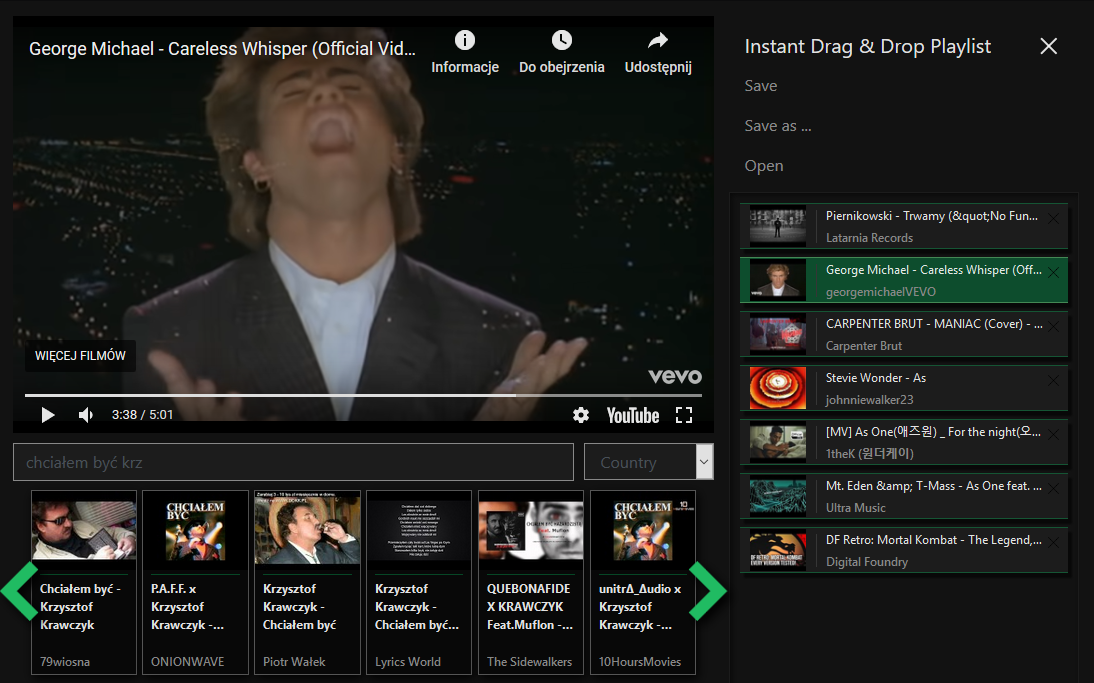 George Michael - Careless Whisper (Official Vid...
Informacje
Do obejrzenia
Udostępnij
WIĘCEJ FILMÓW
vevo
3:38 / 5:01
YouTube
chciałem być krz
Country
CHCIAŁEM
BYĆ
CHCIAŁEM
BYĆ
Chciałem być -
Krzysztof
Krawczyk
79wiosna
P.A.F.F. x
Krzysztof
Krawczyk -...
ONIONWAVE
Krzysztof
Krawczyk -
Chciałem być
Piotr Wałek
Krzysztof
Krawczyk -
Chciałem być...
Lyrics World
QUEBONAFIDE
X KRAWCZYK
Feat.Muflon -...
The Sidewalkers
unitrΔ_Δudio x
Krzysztof
Krawczyk -...
10HoursMovies
Instant Drag & Drop Playlist
Save
Save as ...
Open
Piernikowski - Trwamy (&quot;No Fun...
Latarnia Records
George Michael - Careless Whisper (Off...
georgemichaelVEVO
CARPENTER BRUT - MANIAC (Cover) - ...
Carpenter Brut
Stevie Wonder - As
johnniewalker23
[MV] As One(애즈원) _ For the night(오...
1theK (원더케이)
Mt. Eden &amp; T-Mass - As One feat. ...
Ultra Music
DF Retro: Mortal Kombat - The Legend,...
Digital Foundry